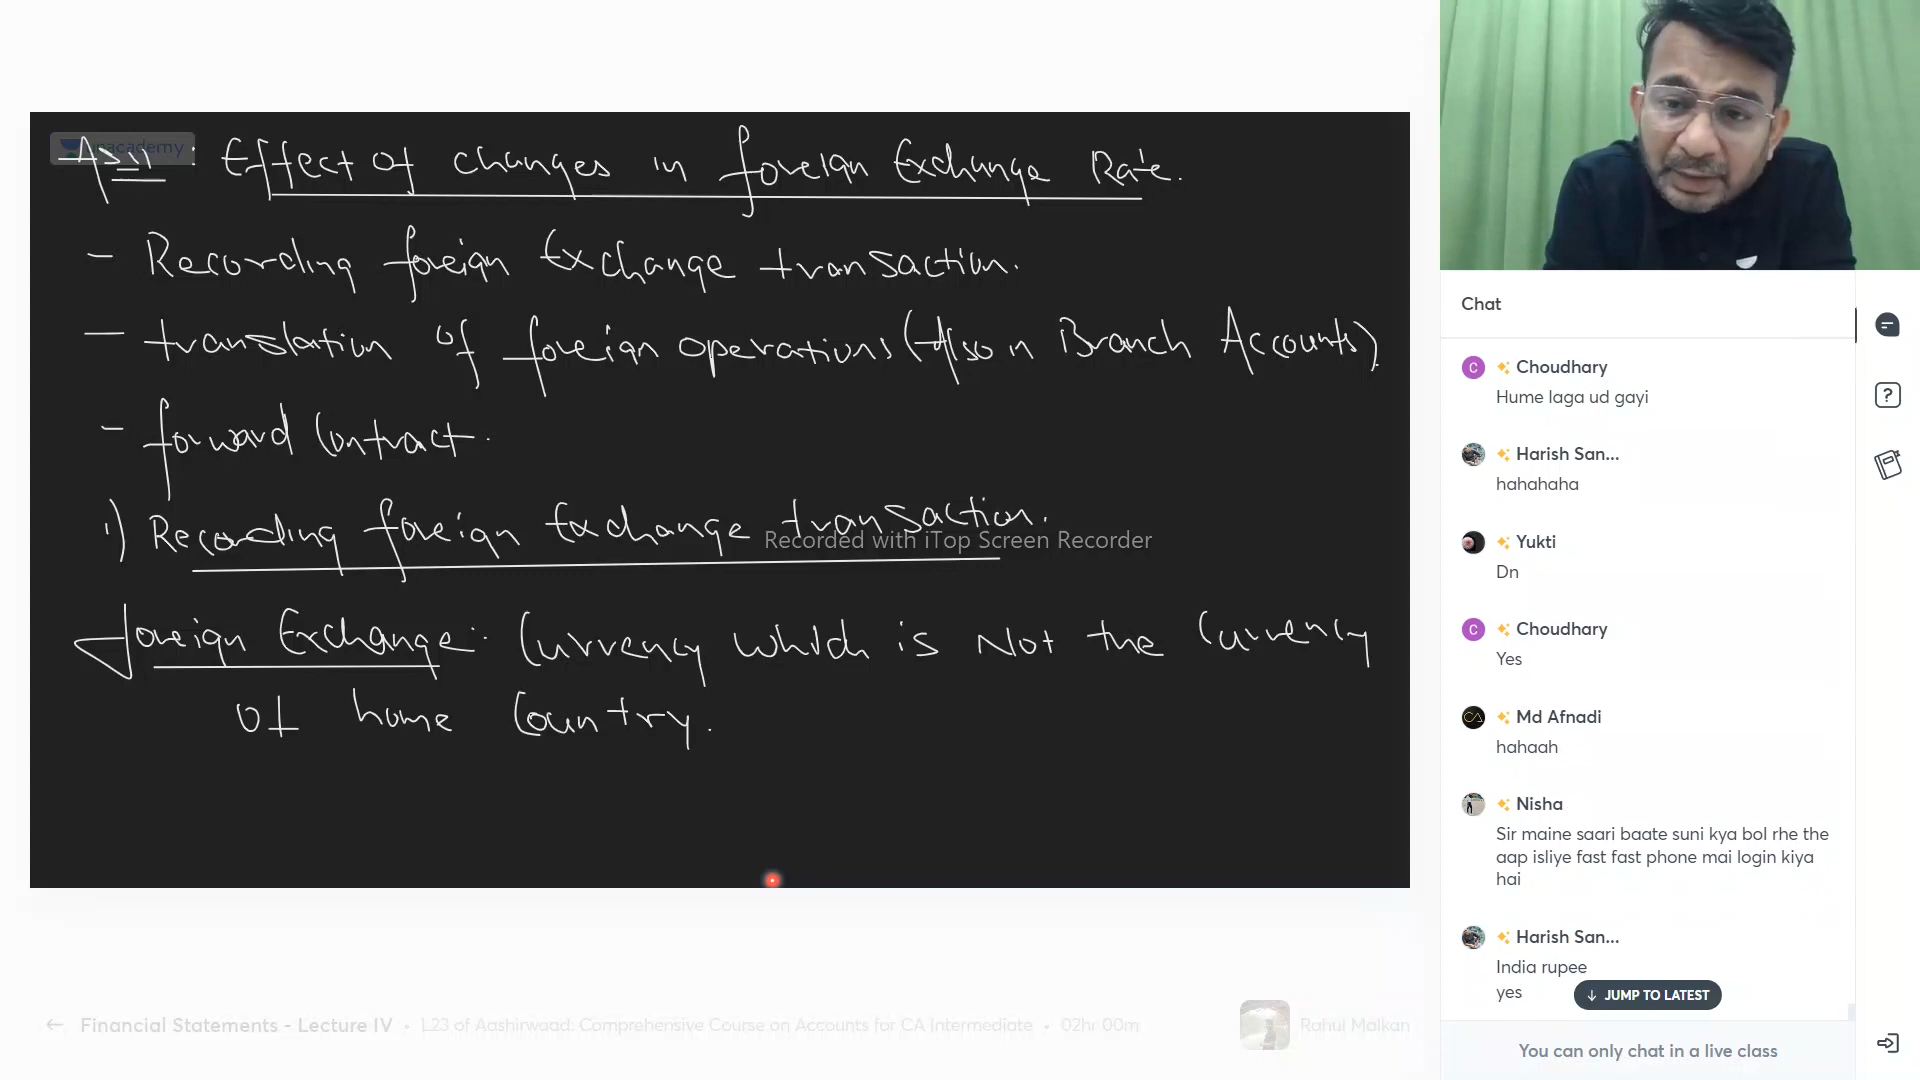 unacademy
AS 11 : Effect of changes in foreign Exchange Rate.
- Recording foreign Exchange transaction.
- translation of foreign operations (Also in Branch Accounts).
- forward Contract.
1) Recording foreign Exchange transaction.
Recorded with iTop Screen Recorder
foreign Exchange :- Currency which is Not the Currency
of home Country.
← Financial Statements - Lecture IV • L23 of Aashirwaad: Comprehensive Course on Accounts for CA Intermediate • 02hr 00m
Rahul Malkan
Chat
C Choudhary
Hume laga ud gayi
Harish San...
hahahaha
Yukti
Dn
C Choudhary
Yes
CA Md Afnadi
hahaah
Nisha
Sir maine saari baate suni kya bol rhe the
aap isliye fast fast phone mai login kiya
hai
Harish San...
India rupee
yes
↓ JUMP TO LATEST
You can only chat in a live class
?